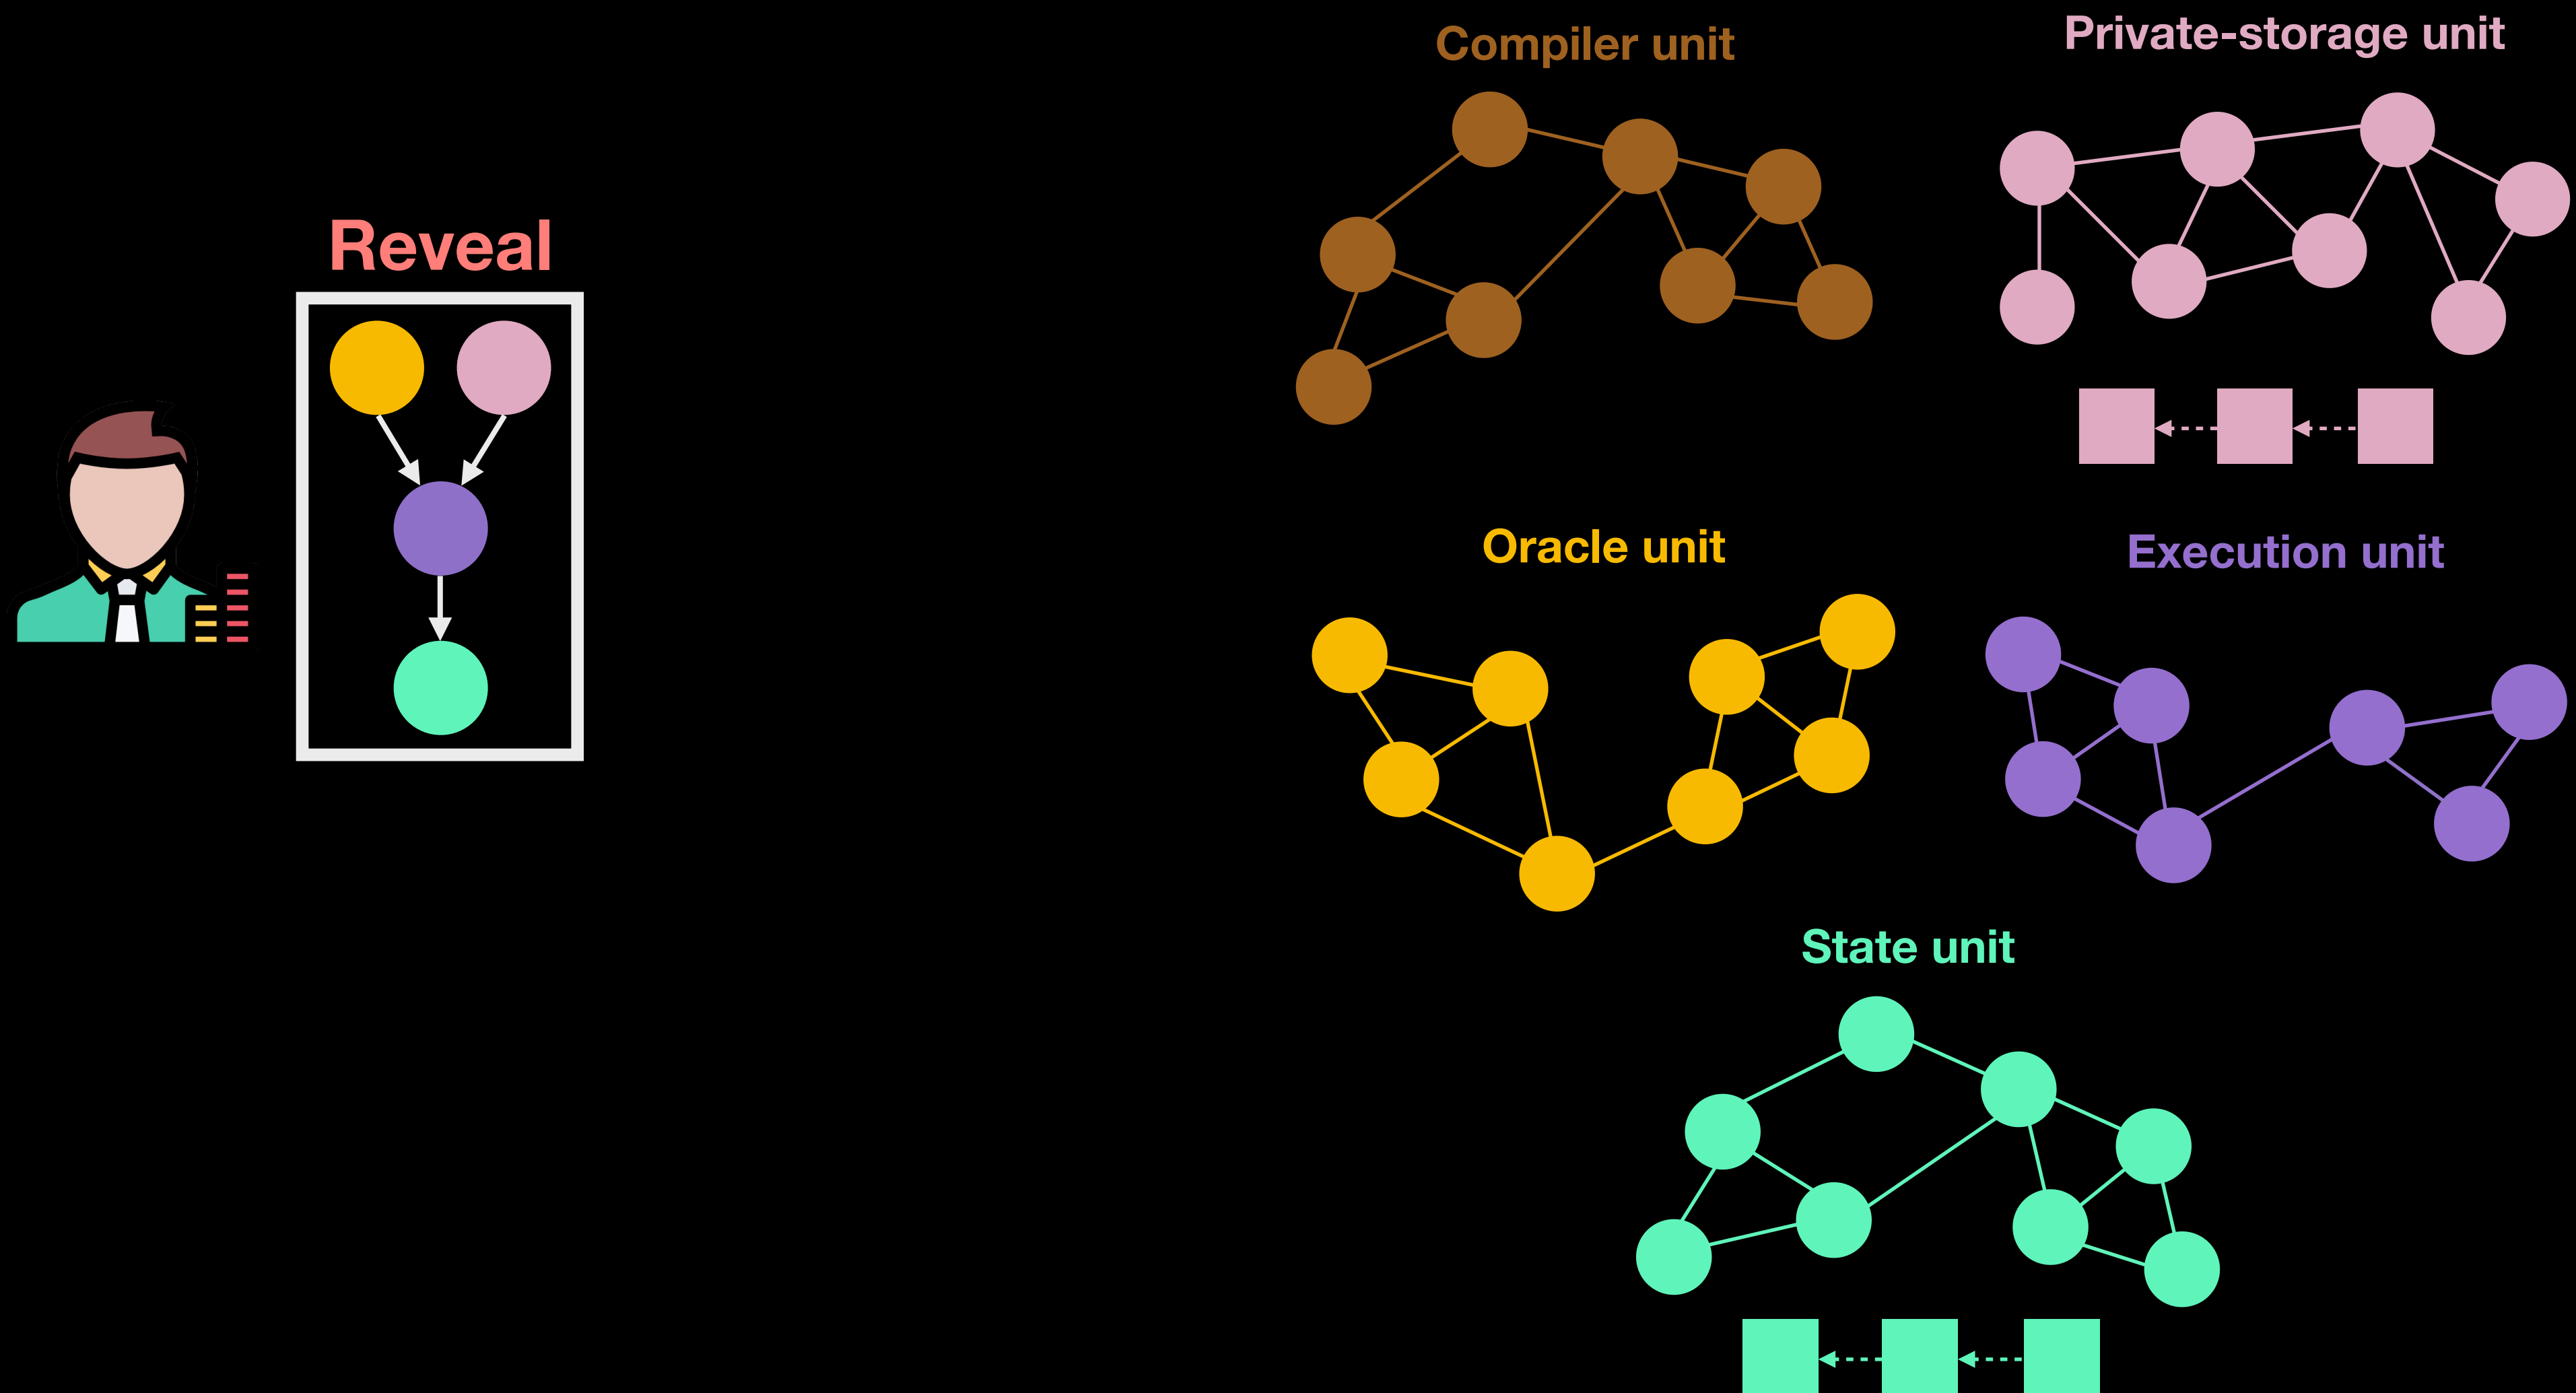 Compiler unit
Private-storage unit
Reveal
Oracle unit
Execution unit
State unit